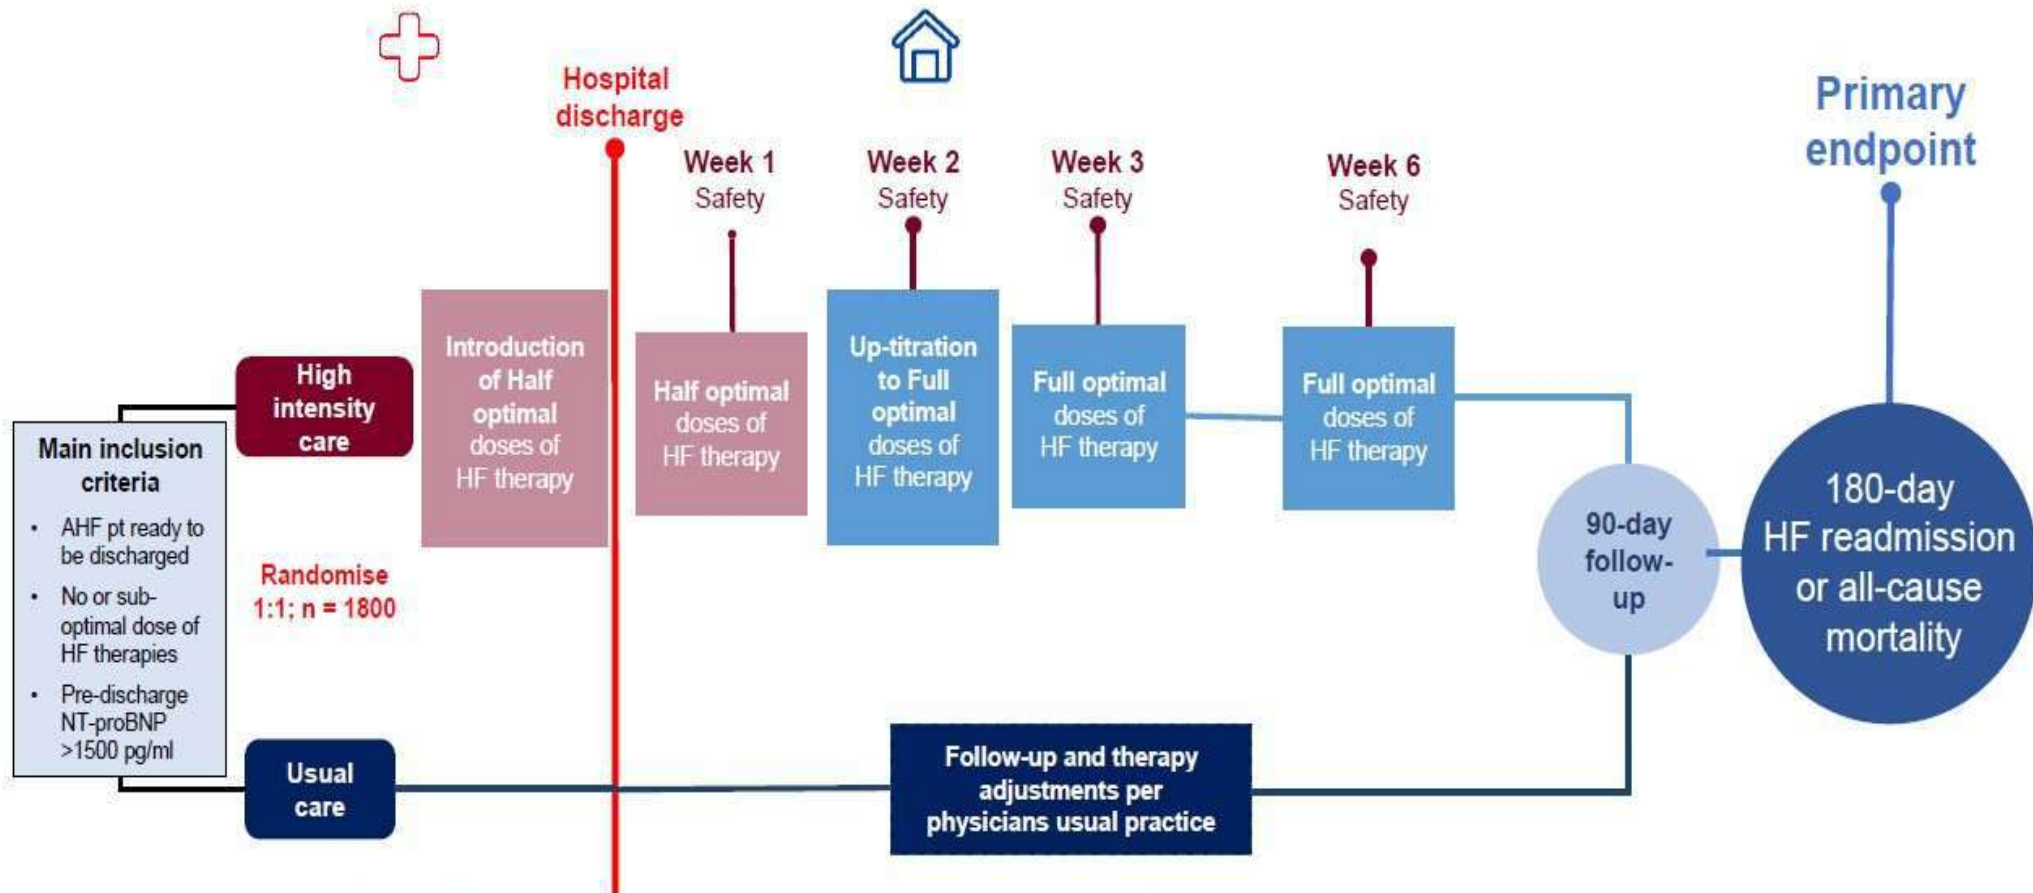 Hospital
discharge
Primary
endpoint
Week 1
Safety
Week 2
Safety
Week 3
Safety
Week 6
Safety
Main inclusion
criteria
• AHF pt ready to
be discharged
• No or sub-
optimal dose of
HF therapies
• Pre-discharge
NT-proBNP
>1500 pg/ml
High
intensity
care
Randomise
1:1; n = 1800
Usual
care
Introduction
of Half
optimal
doses of
HF therapy
Half optimal
doses of
HF therapy
Up-titration
to Full
optimal
doses of
HF therapy
Full optimal
doses of
HF therapy
Full optimal
doses of
HF therapy
Follow-up and therapy
adjustments per
physicians usual practice
90-day
follow-
up
180-day
HF readmission
or all-cause
mortality